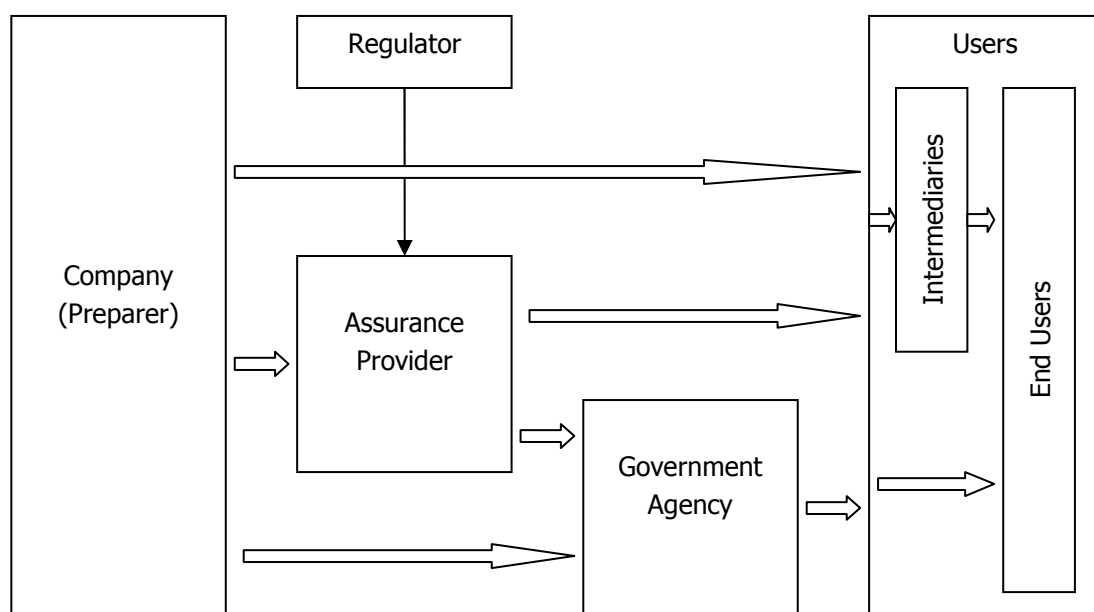 Regulator
Users
Intermediaries
End Users
Company
(Preparer)
Assurance
Provider
Government
Agency